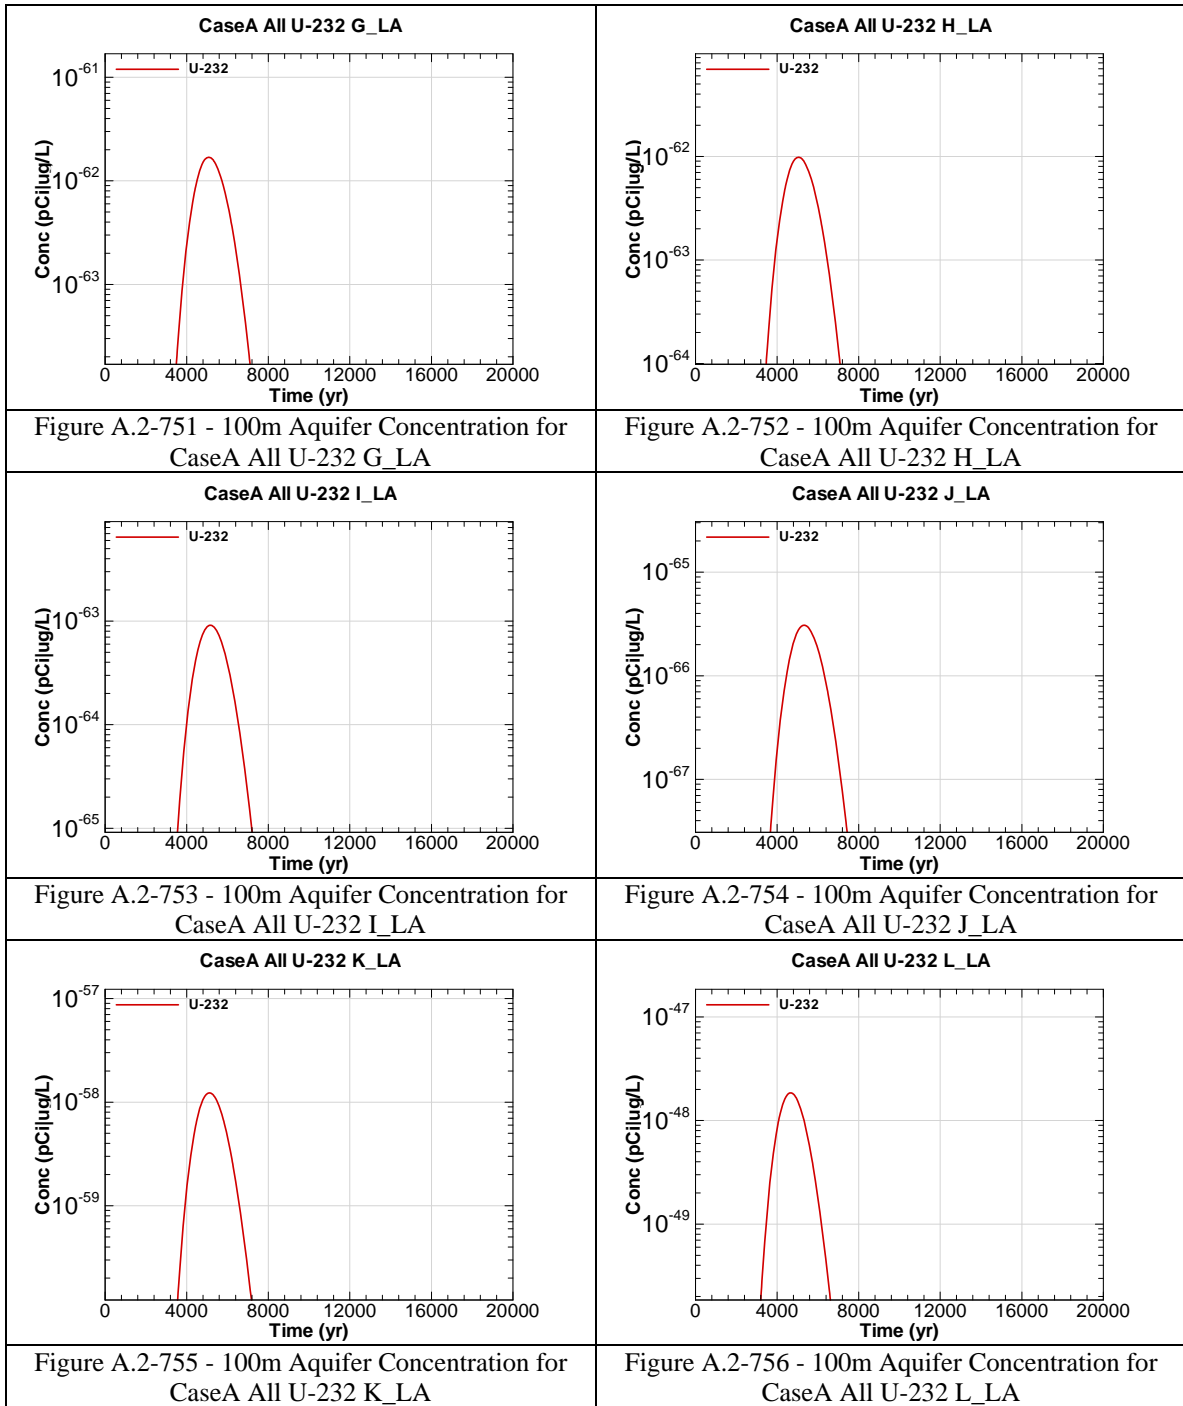 CaseA All U-232 G_LA
U-232
10^-61
10^-62
10^-63
Conc (pCi|ug/L)
0 4000 8000 12000 16000 20000
Time (yr)
Figure A.2-751 - 100m Aquifer Concentration for
CaseA All U-232 G_LA
CaseA All U-232 H_LA
U-232
10^-62
10^-63
10^-64
Conc (pCi|ug/L)
0 4000 8000 12000 16000 20000
Time (yr)
Figure A.2-752 - 100m Aquifer Concentration for
CaseA All U-232 H_LA
CaseA All U-232 I_LA
U-232
10^-63
10^-64
10^-65
Conc (pCi|ug/L)
0 4000 8000 12000 16000 20000
Time (yr)
Figure A.2-753 - 100m Aquifer Concentration for
CaseA All U-232 I_LA
CaseA All U-232 J_LA
U-232
10^-65
10^-66
10^-67
Conc (pCi|ug/L)
0 4000 8000 12000 16000 20000
Time (yr)
Figure A.2-754 - 100m Aquifer Concentration for
CaseA All U-232 J_LA
CaseA All U-232 K_LA
U-232
10^-57
10^-58
10^-59
Conc (pCi|ug/L)
0 4000 8000 12000 16000 20000
Time (yr)
Figure A.2-755 - 100m Aquifer Concentration for
CaseA All U-232 K_LA
CaseA All U-232 L_LA
U-232
10^-47
10^-48
10^-49
Conc (pCi|ug/L)
0 4000 8000 12000 16000 20000
Time (yr)
Figure A.2-756 - 100m Aquifer Concentration for
CaseA All U-232 L_LA